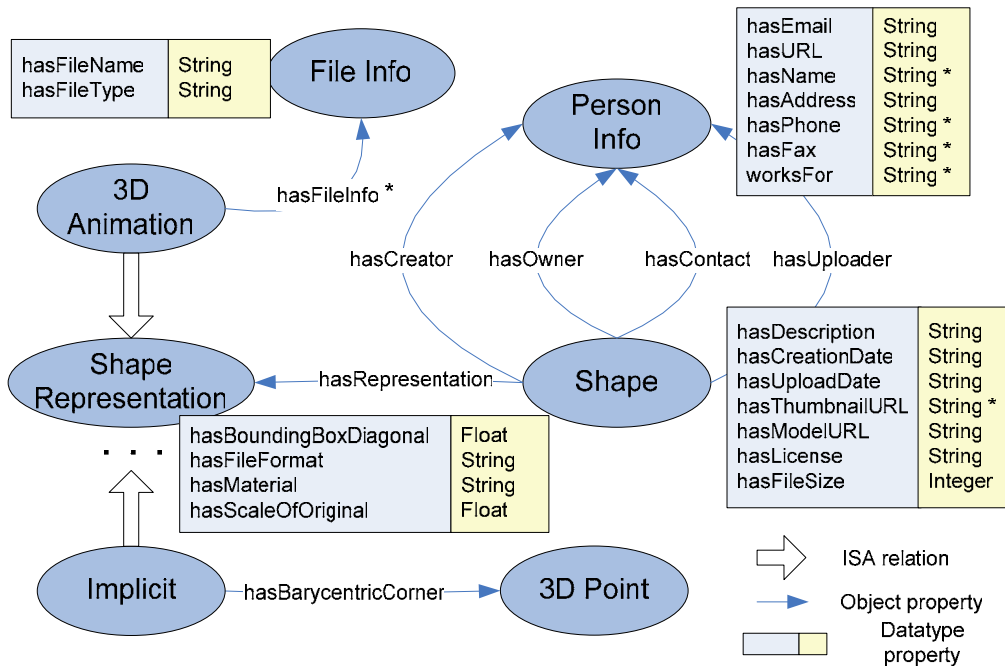 hasFileName String
hasFileType String
File Info
hasEmail String
hasURL String
hasName String *
hasAddress String
hasPhone String *
hasFax String *
worksFor String *
Person
Info
3D
Animation
hasFileInfo *
hasCreator
hasOwner
hasContact
hasUploader
Shape
Representation
hasRepresentation
Shape
hasDescription String
hasCreationDate String
hasUploadDate String
hasThumbnailURL String *
hasModelURL String
hasLicense String
hasFileSize Integer
. . .
hasBoundingBoxDiagonal Float
hasFileFormat String
hasMaterial String
hasScaleOfOriginal Float
Implicit
hasBarycentricCorner
3D Point
ISA relation
Object property
Datatype
property